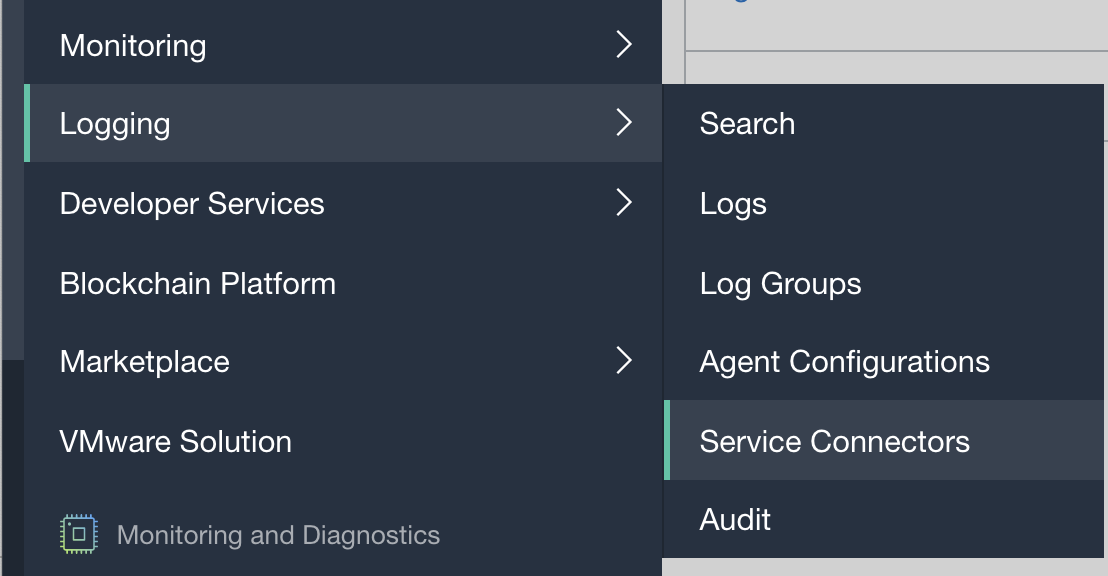 Monitoring
Logging
Developer Services
Blockchain Platform
Marketplace
VMware Solution
Monitoring and Diagnostics
Search
Logs
Log Groups
Agent Configurations
Service Connectors
Audit